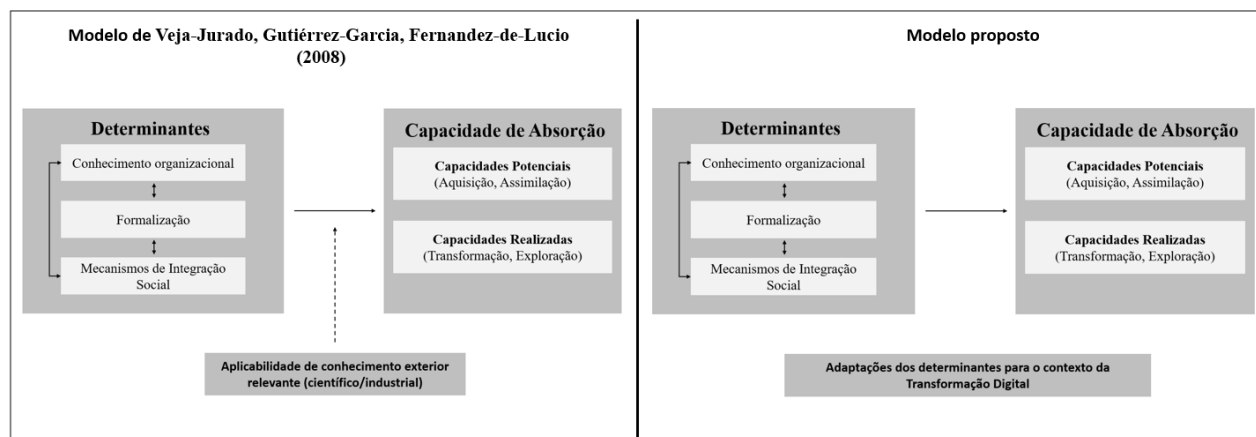 Modelo de Veja-Jurado, Gutiérrez-Garcia, Fernandez-de-Lucio
(2008)
Determinantes
Conhecimento organizacional
Formalização
Mecanismos de Integração
Social
Capacidade de Absorção
Capacidades Potenciais
(Aquisição, Assimilação)
Capacidades Realizadas
(Transformação, Exploração)
Aplicabilidade de conhecimento exterior
relevante (científico/industrial)
Modelo proposto
Determinantes
Conhecimento organizacional
Formalização
Mecanismos de Integração
Social
Capacidade de Absorção
Capacidades Potenciais
(Aquisição, Assimilação)
Capacidades Realizadas
(Transformação, Exploração)
Adaptações dos determinantes para o contexto da
Transformação Digital